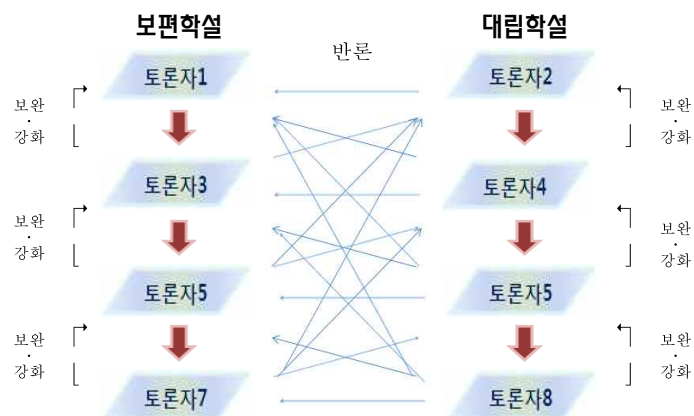 보편학설
대립학설
반론
토론자1
토론자2
보완
·
강화
보완
·
강화
토론자3
토론자4
보완
·
강화
보완
·
강화
토론자5
토론자5
보완
·
강화
보완
·
강화
토론자7
토론자8